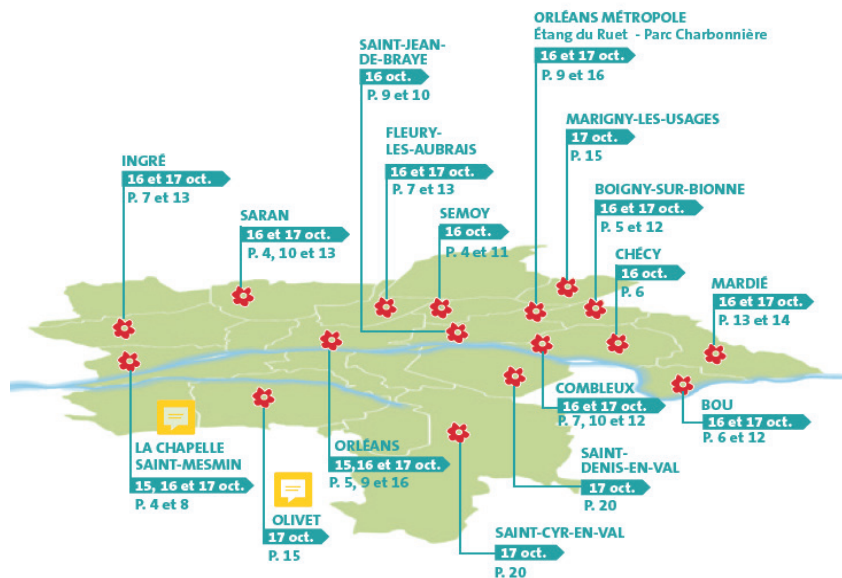 ORLÉANS MÉTROPOLE
Étang du Ruet - Parc Charbonnière
16 et 17 oct.
P. 9 et 16
SAINT-JEAN-
DE-BRAYE
16 oct.
P. 9 et 10
MARIGNY-LES-USAGES
17 oct.
P. 15
FLEURY-
LES-AUBRAIS
16 et 17 oct.
P. 7 et 13
INGRÉ
16 et 17 oct.
P. 7 et 13
BOIGNY-SUR-BIONNE
16 et 17 oct.
P. 5 et 12
SARAN
16 et 17 oct.
P. 4, 10 et 13
SEMOY
16 oct.
P. 4 et 11
CHÉCY
16 oct.
P. 6
MARDIÉ
16 et 17 oct.
P. 13 et 14
COMBLEUX
16 et 17 oct.
P. 7, 10 et 12
BOU
16 et 17 oct.
P. 6 et 12
LA CHAPELLE
SAINT-MESMIN
15, 16 et 17 oct.
P. 4 et 8
ORLÉANS
15, 16 et 17 oct.
P. 5, 9 et 16
SAINT-
DENIS-EN-VAL
17 oct.
P. 20
OLIVET
17 oct.
P. 15
SAINT-CYR-EN-VAL
17 oct.
P. 20